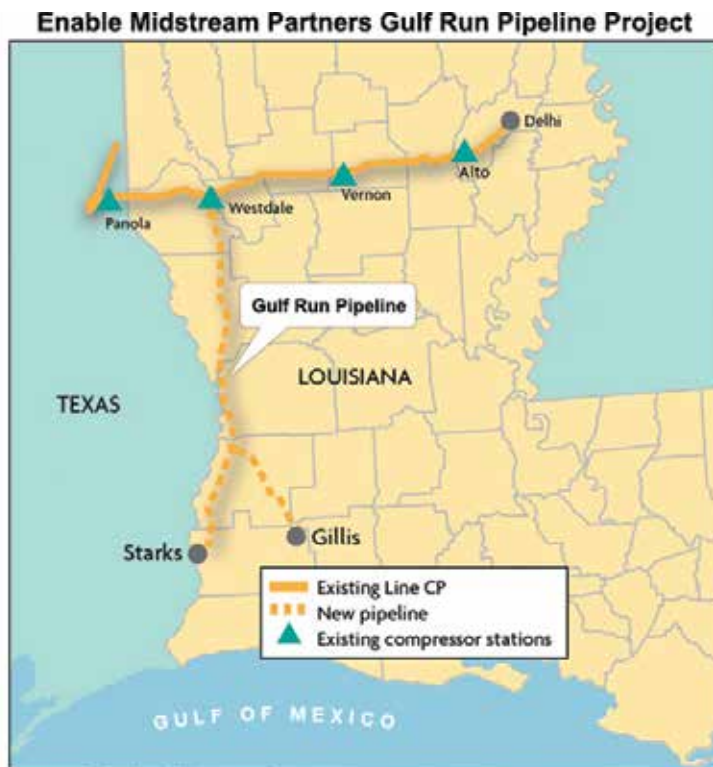 Enable Midstream Partners Gulf Run Pipeline Project
Delhi
Alto
Vernon
Westdale
Panola
Gulf Run Pipeline
LOUISIANA
TEXAS
Gillis
Starks
Existing Line CP
New pipeline
Existing compressor stations
GULF OF MEXICO